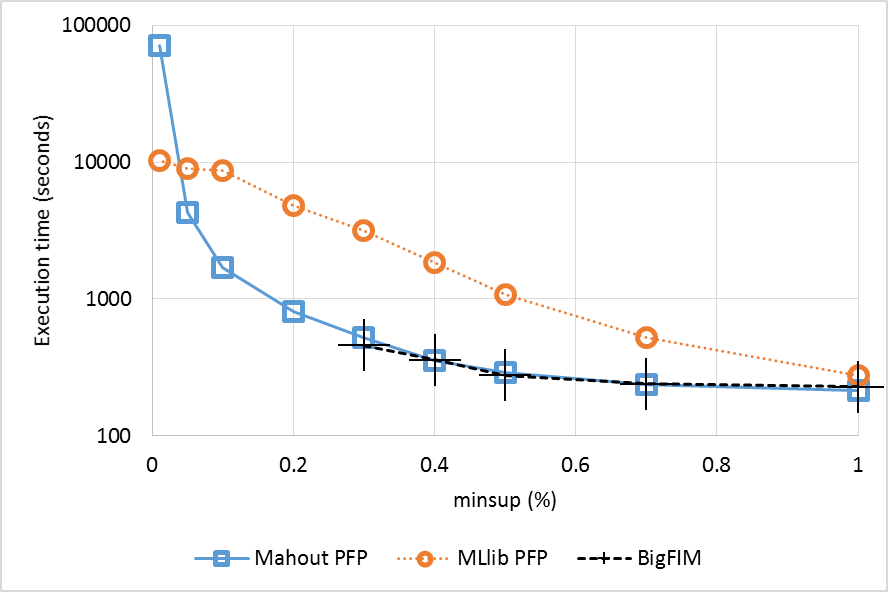 100000
10000
1000
100
Execution time (seconds)
0 0.2 0.4 0.6 0.8 1
minsup (%)
Mahout PFP MLlib PFP BigFIM